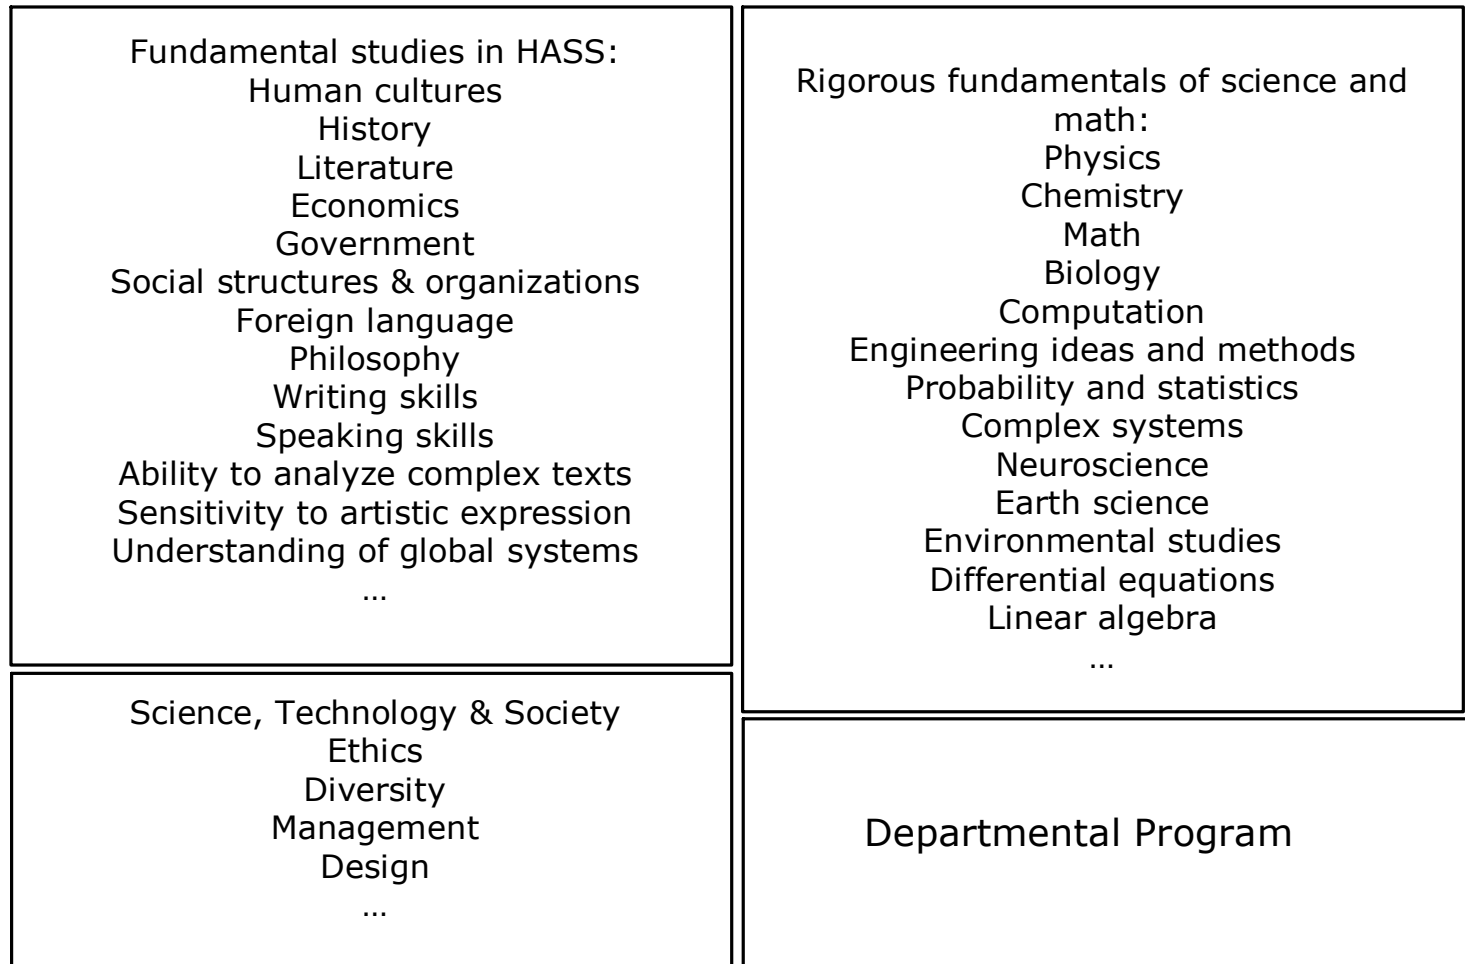 Fundamental studies in HASS:
Human cultures
History
Literature
Economics
Government
Social structures & organizations
Foreign language
Philosophy
Writing skills
Speaking skills
Ability to analyze complex texts
Sensitivity to artistic expression
Understanding of global systems
…
Rigorous fundamentals of science and
math:
Physics
Chemistry
Math
Biology
Computation
Engineering ideas and methods
Probability and statistics
Complex systems
Neuroscience
Earth science
Environmental studies
Differential equations
Linear algebra
…
Science, Technology & Society
Ethics
Diversity
Management
Design
…
Departmental Program